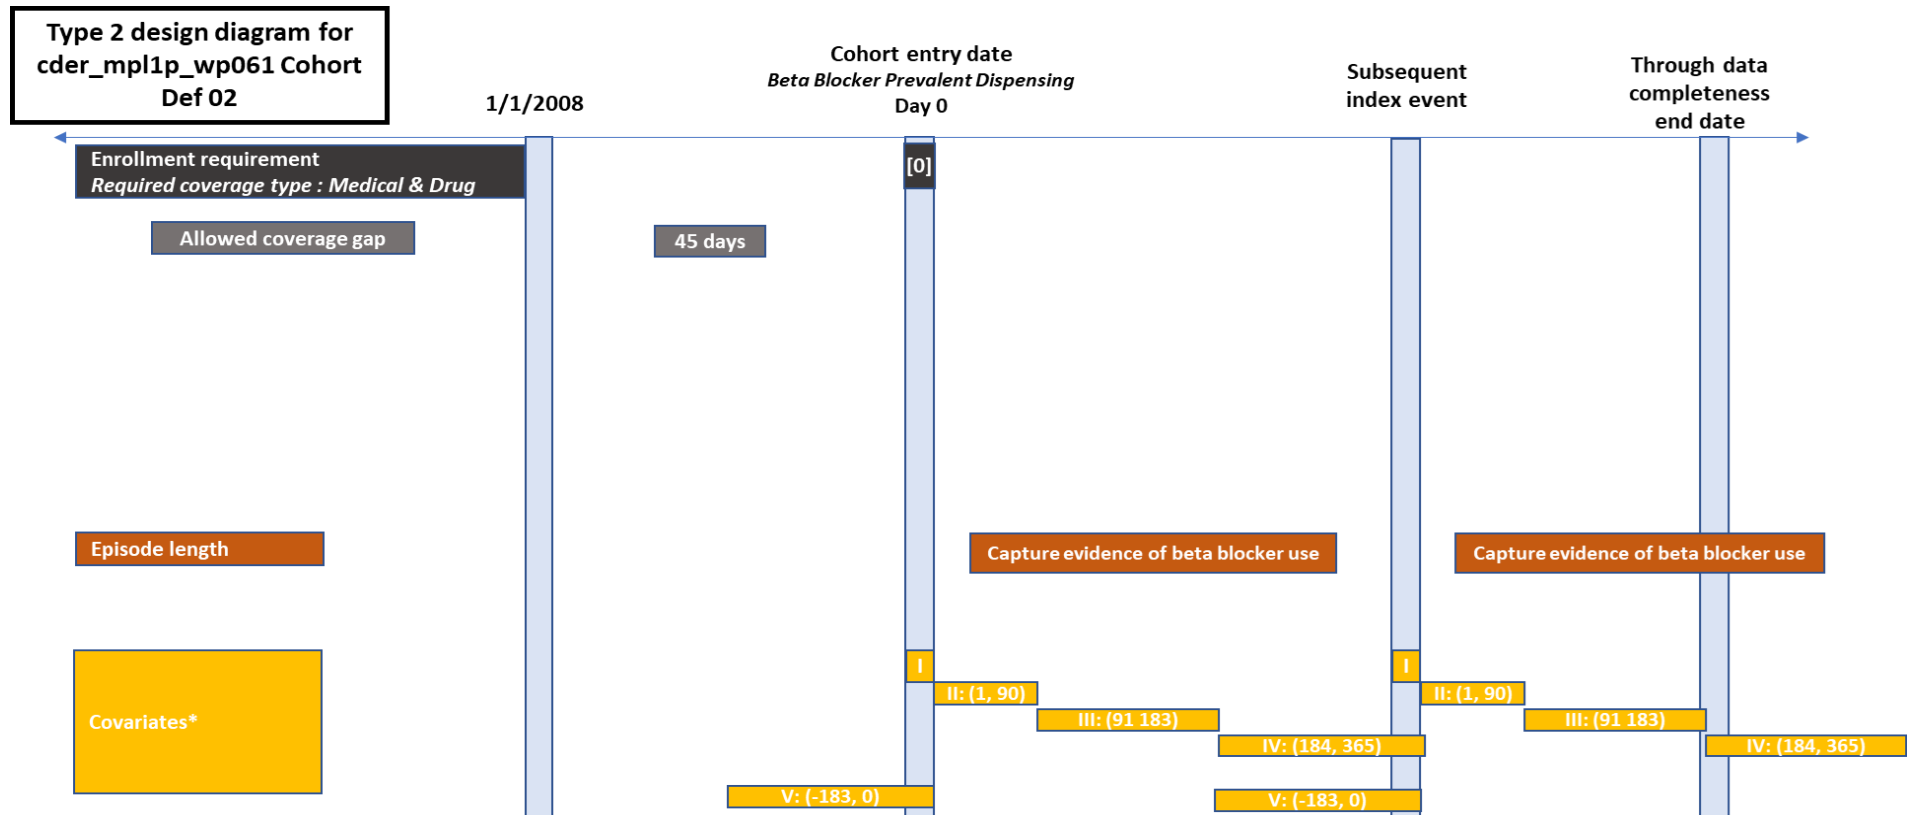 Type 2 design diagram for
cder_mpl1p_wp061 Cohort
Def 02
1/1/2008
Cohort entry date
Beta Blocker Prevalent Dispensing
Day 0
Subsequent
index event
Through data
completeness
end date
Enrollment requirement
Required coverage type : Medical & Drug
[0]
Allowed coverage gap
45 days
Episode length
Capture evidence of beta blocker use
Capture evidence of beta blocker use
Covariates*
I
I
II: (1, 90)
II: (1, 90)
III: (91 183)
III: (91 183)
IV: (184, 365)
IV: (184, 365)
V: (-183, 0)
V: (-183, 0)